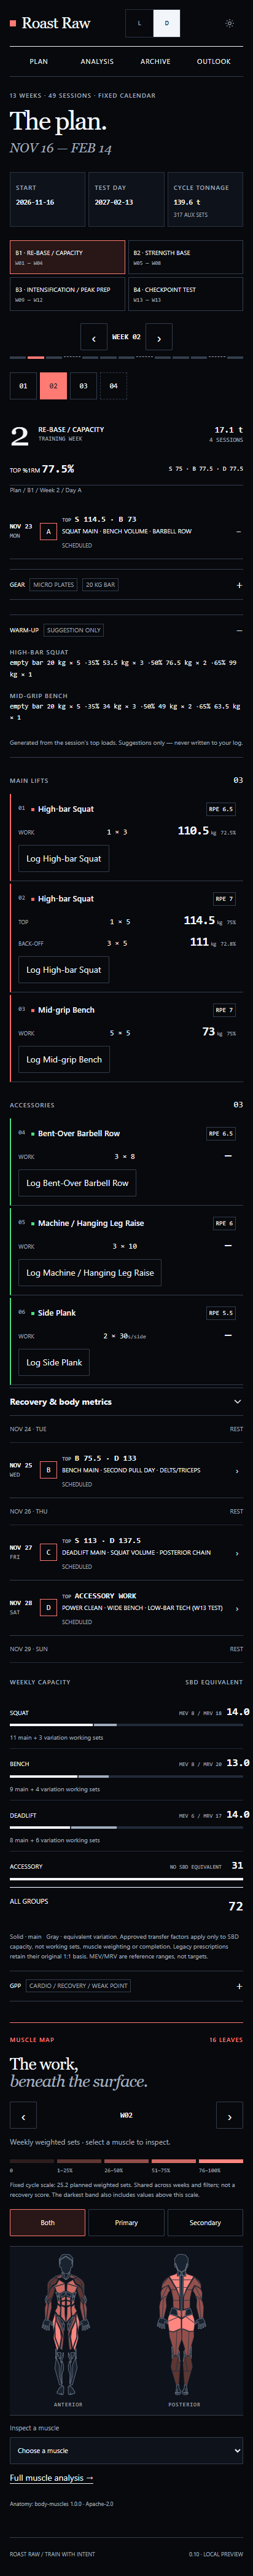 Roast Raw
L D
PLAN ANALYSIS ARCHIVE OUTLOOK
13 WEEKS · 49 SESSIONS · FIXED CALENDAR
The plan.
NOV 16 — FEB 14
START TEST DAY CYCLE TONNAGE
2026-11-16 2027-02-13 139.6 t
317 AUX SETS
B1 · RE-BASE / CAPACITY B2 · STRENGTH BASE
W01 — W04 W05 — W08
B3 · INTENSIFICATION / PEAK PREP B4 · CHECKPOINT TEST
W09 — W12 W13 — W13
‹ WEEK 02 ›
01 02 03 04
2 RE-BASE / CAPACITY 17.1 t
TRAINING WEEK 4 SESSIONS
TOP %1RM 77.5% S 75 · B 77.5 · D 77.5
Plan / B1 / Week 2 / Day A
NOV 23 MON A TOP S 114.5 · B 73
SQUAT MAIN · BENCH VOLUME · BARBELL ROW −
SCHEDULED
GEAR MICRO PLATES 20 KG BAR +
WARM-UP SUGGESTION ONLY −
HIGH-BAR SQUAT
empty bar 20 kg × 5 ·35% 53.5 kg × 3 ·50% 76.5 kg × 2 ·65% 99
kg × 1
MID-GRIP BENCH
empty bar 20 kg × 5 ·35% 34 kg × 3 ·50% 49 kg × 2 ·65% 63.5 kg
× 1
Generated from the session's top loads. Suggestions only — never written to your log.
MAIN LIFTS 03
01 High-bar Squat RPE 6.5
WORK 1 × 3 110.5 kg 72.5%
Log High-bar Squat
02 High-bar Squat RPE 7
TOP 1 × 5 114.5 kg 75%
BACK-OFF 3 × 5 111 kg 72.8%
Log High-bar Squat
03 Mid-grip Bench RPE 7
WORK 5 × 5 73 kg 75%
Log Mid-grip Bench
ACCESSORIES 03
04 Bent-Over Barbell Row RPE 6.5
WORK 3 × 8 —
Log Bent-Over Barbell Row
05 Machine / Hanging Leg Raise RPE 6
WORK 3 × 10 —
Log Machine / Hanging Leg Raise
06 Side Plank RPE 5.5
WORK 2 × 30s/side —
Log Side Plank
Recovery & body metrics
NOV 24 · TUE REST
NOV 25 WED B TOP B 75.5 · D 133
BENCH MAIN · SECOND PULL DAY · DELTS/TRICEPS ›
SCHEDULED
NOV 26 · THU REST
NOV 27 FRI C TOP S 113 · D 137.5
DEADLIFT MAIN · SQUAT VOLUME · POSTERIOR CHAIN ›
SCHEDULED
NOV 28 SAT D TOP ACCESSORY WORK
POWER CLEAN · WIDE BENCH · LOW-BAR TECH (W13 TEST) ›
SCHEDULED
NOV 29 · SUN REST
WEEKLY CAPACITY SBD EQUIVALENT
SQUAT MEV 8 / MRV 18 14.0
11 main + 3 variation working sets
BENCH MEV 8 / MRV 20 13.0
9 main + 4 variation working sets
DEADLIFT MEV 6 / MRV 17 14.0
8 main + 6 variation working sets
ACCESSORY NO SBD EQUIVALENT 31
ALL GROUPS 72
Solid · main Gray · equivalent variation. Approved transfer factors apply only to SBD
capacity, not working sets, muscle weighting or completion. Legacy prescriptions
retain their original 1:1 basis. MEV/MRV are reference ranges, not targets.
GPP CARDIO / RECOVERY / WEAK POINT +
MUSCLE MAP 16 LEAVES
The work,
beneath the surface.
‹ W02 ›
Weekly weighted sets · select a muscle to inspect.
0 1–25% 26–50% 51–75% 76–100%
Fixed cycle scale: 25.2 planned weighted sets. Shared across weeks and filters; not a
recovery score. The darkest band also includes values above this scale.
Both Primary Secondary
ANTERIOR POSTERIOR
Inspect a muscle
Choose a muscle
Full muscle analysis →
Anatomy: body-muscles 1.0.0 · Apache-2.0
ROAST RAW / TRAIN WITH INTENT 0.10 · LOCAL PREVIEW